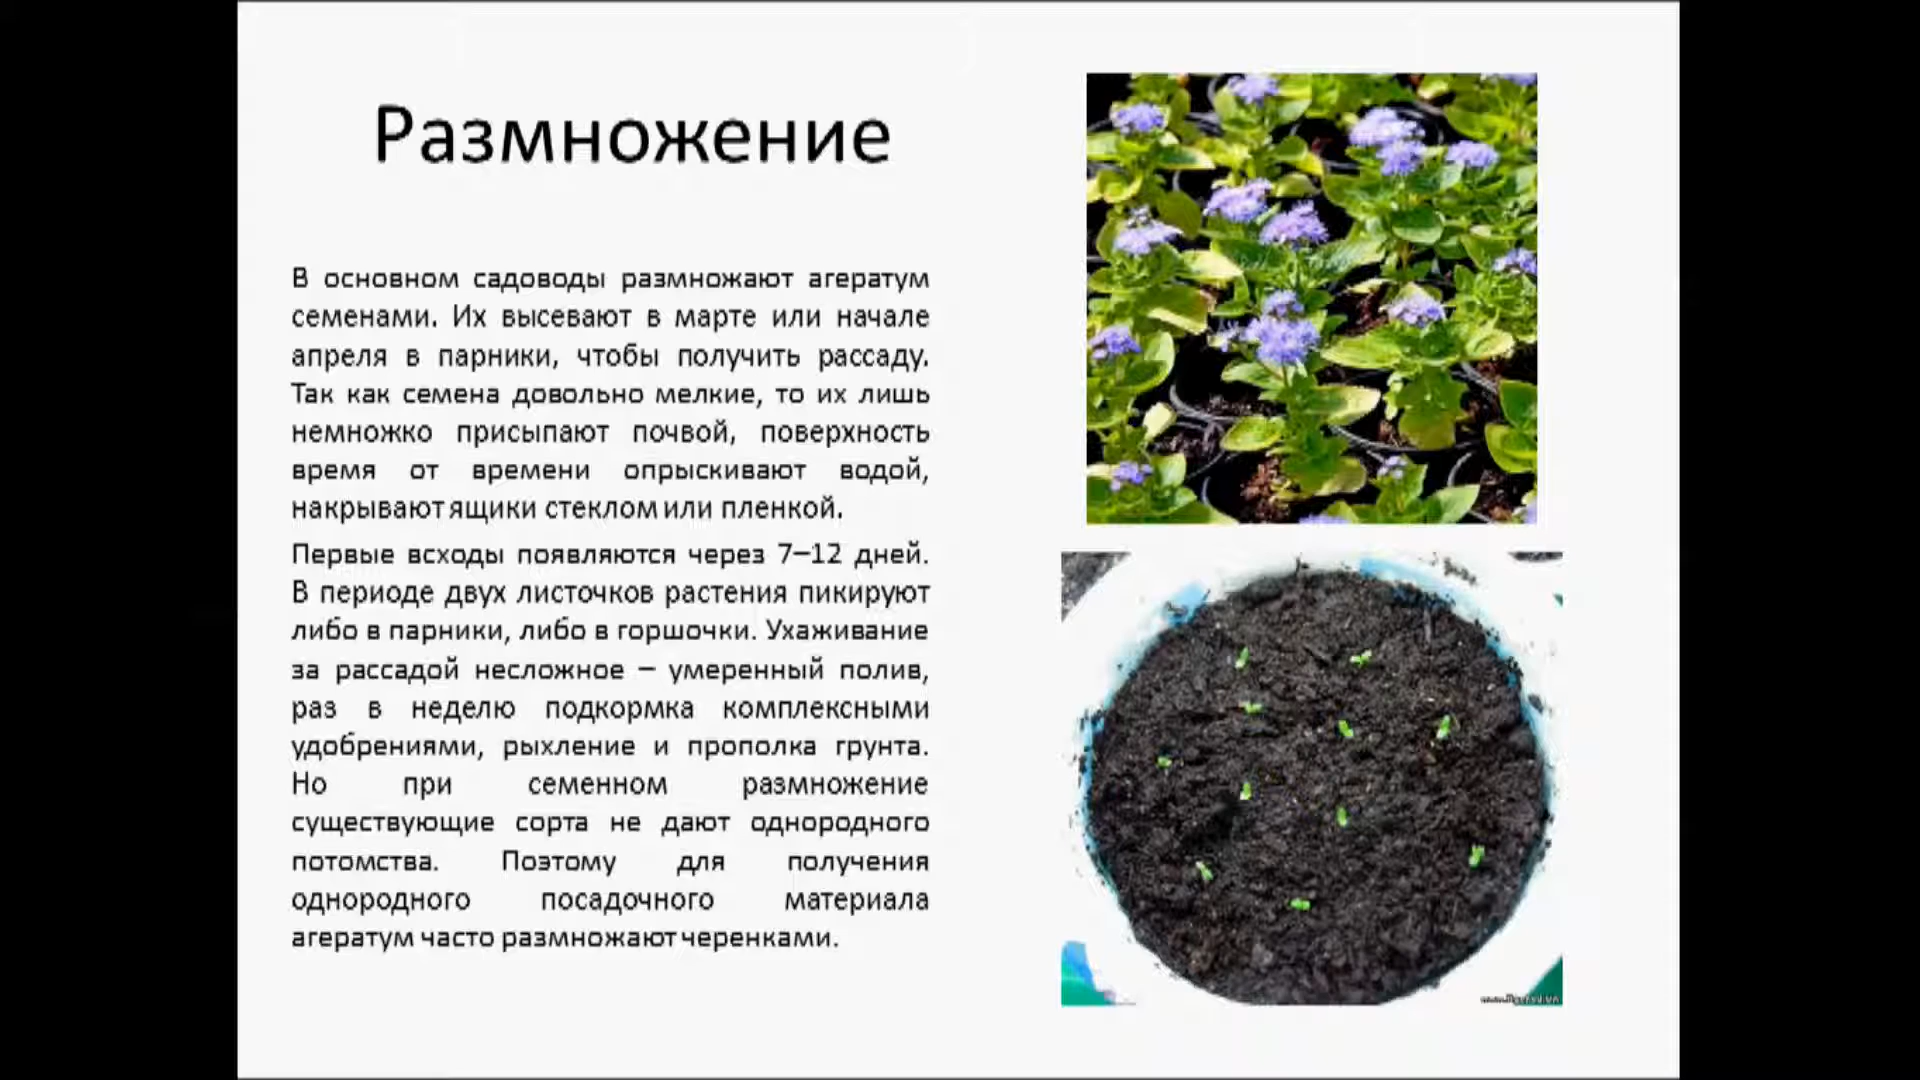 Размножение
В основном садоводы размножают агератум
семенами. Их высевают в марте или начале
апреля в парники, чтобы получить рассаду.
Так как семена довольно мелкие, то их лишь
немножко присыпают почвой, поверхность
время от времени опрыскивают водой,
накрывают ящики стеклом или пленкой.
Первые всходы появляются через 7–12 дней.
В периоде двух листочков растения пикируют
либо в парники, либо в горшочки. Ухаживание
за рассадой несложное – умеренный полив,
раз в неделю подкормка комплексными
удобрениями, рыхление и прополка грунта.
Но при семенном размножение
существующие сорта не дают однородного
потомства. Поэтому для получения
однородного посадочного материала
агератум часто размножают черенками.